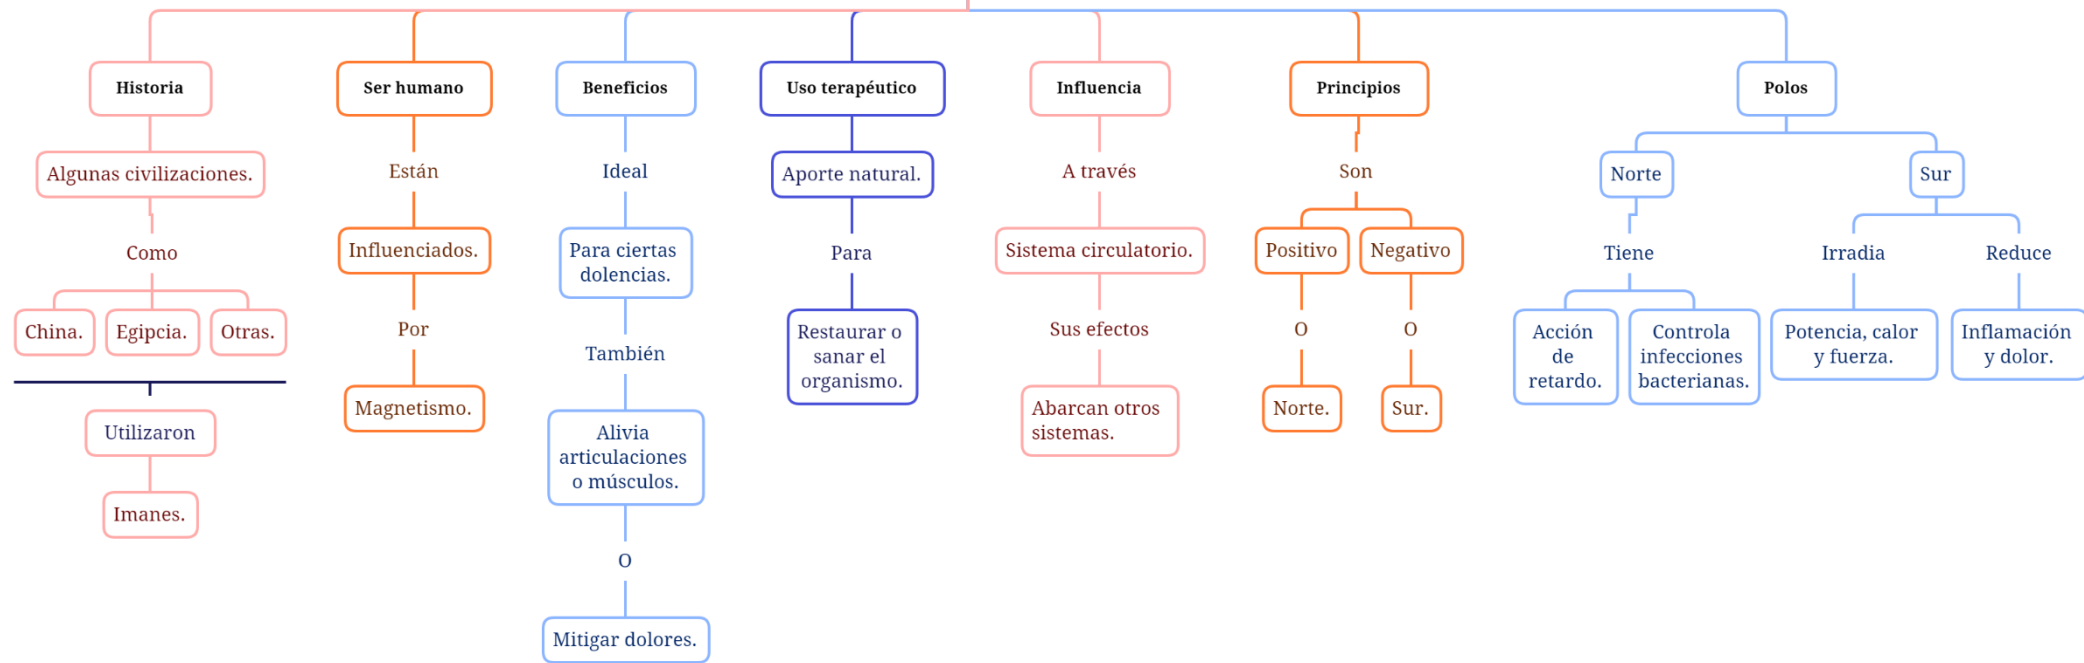 Historia
Algunas civilizaciones.
Como
China.
Egipcia.
Otras.
Utilizaron
Imanes.
Ser humano
Están
Influenciados.
Por
Magnetismo.
Beneficios
Ideal
Para ciertas
dolencias.
También
Alivia
articulaciones
o músculos.
O
Mitigar dolores.
Uso terapéutico
Aporte natural.
Para
Restaurar o
sanar el
organismo.
Influencia
A través
Sistema circulatorio.
Sus efectos
Abarcan otros
sistemas.
Principios
Son
Positivo
O
Norte.
Negativo
O
Sur.
Polos
Norte
Tiene
Acción
de
retardo.
Controla
infecciones
bacterianas.
Sur
Irradia
Potencia, calor
y fuerza.
Reduce
Inflamación
y dolor.